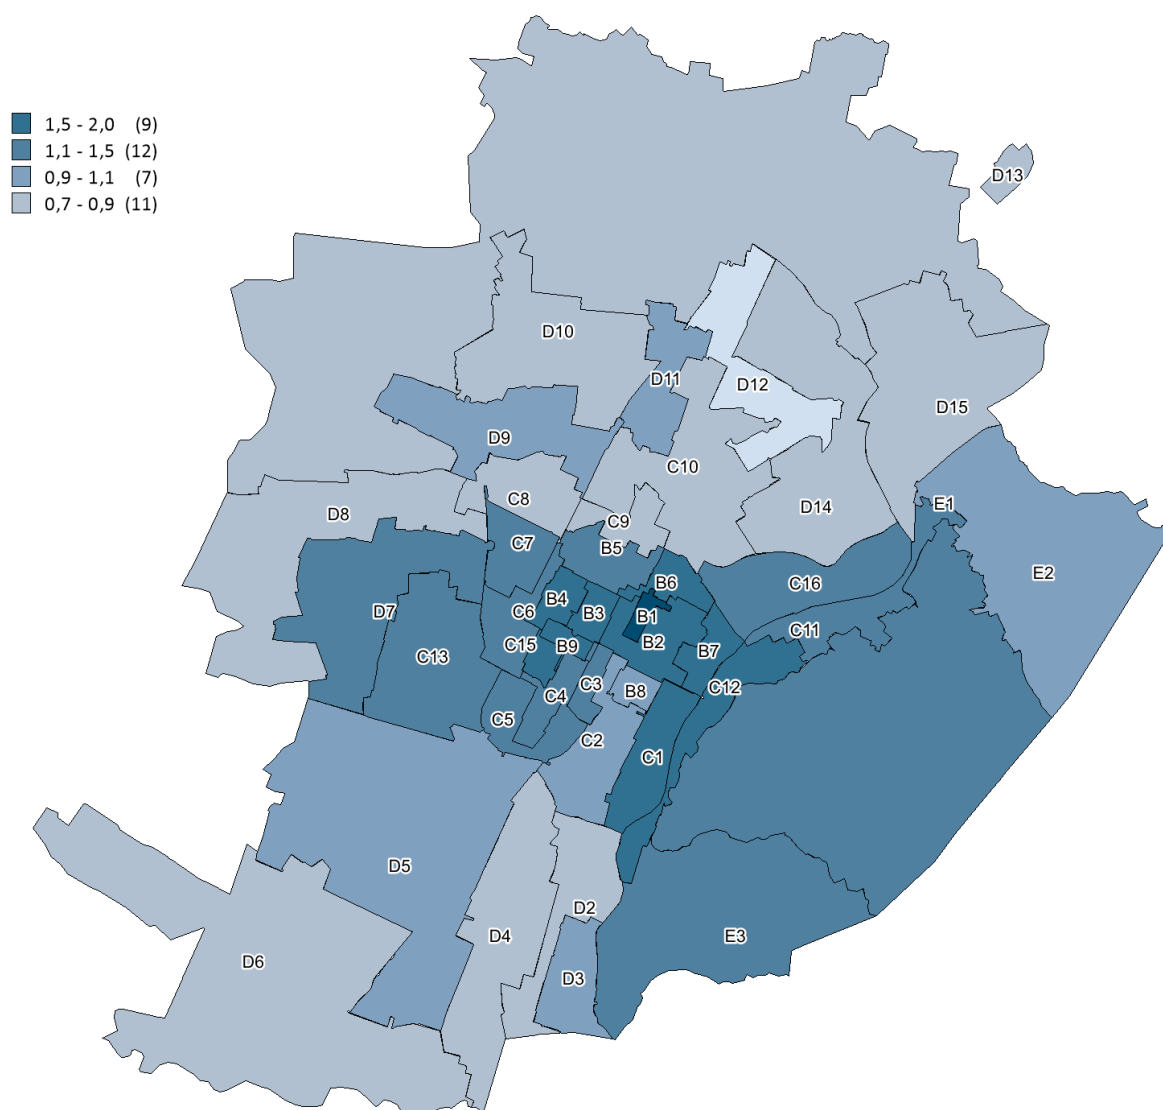 1,5 - 2,0 (9)
1,1 - 1,5 (12)
0,9 - 1,1 (7)
0,7 - 0,9 (11)
D13
D10
D11
D12
D15
D9
C10
C8
D8
D14
E1
C9
C7
B5
E2
C16
B6
B4
D7
C6
B3
B1
C11
B2
C15
B9
B7
C13
C3
C12
B8
C4
C5
C2
C1
D5
D2
D4
E3
D6
D3